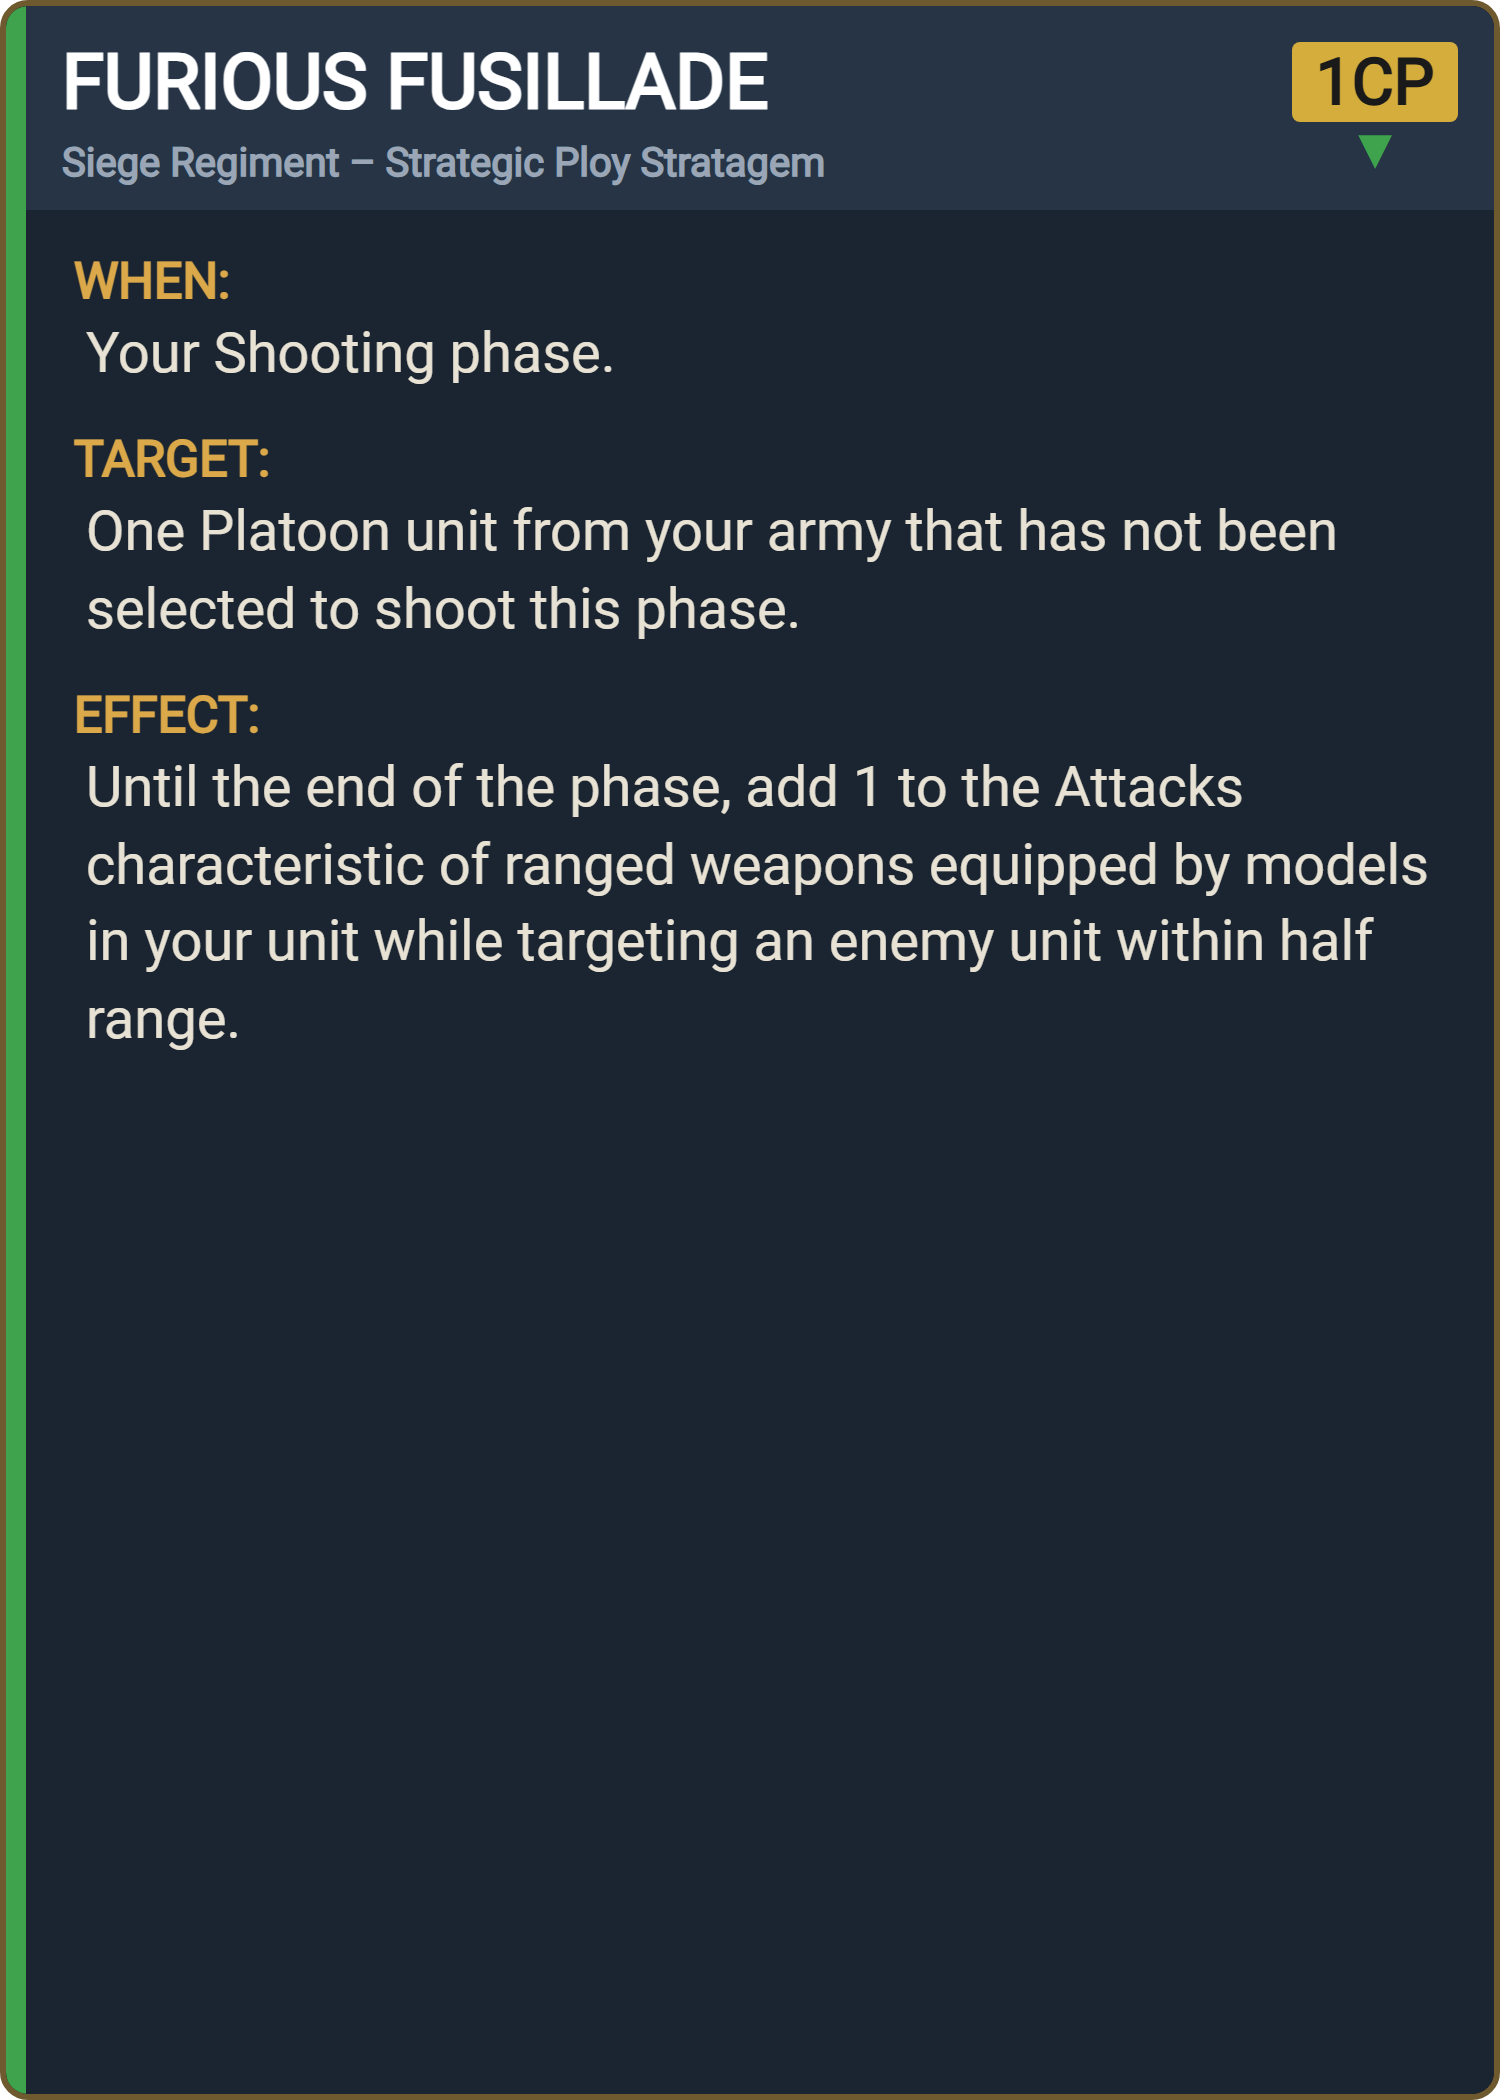 FURIOUS FUSILLADE
1CP
Siege Regiment – Strategic Ploy Stratagem
WHEN:
Your Shooting phase.
TARGET:
One Platoon unit from your army that has not been
selected to shoot this phase.
EFFECT:
Until the end of the phase, add 1 to the Attacks
characteristic of ranged weapons equipped by models
in your unit while targeting an enemy unit within half
range.